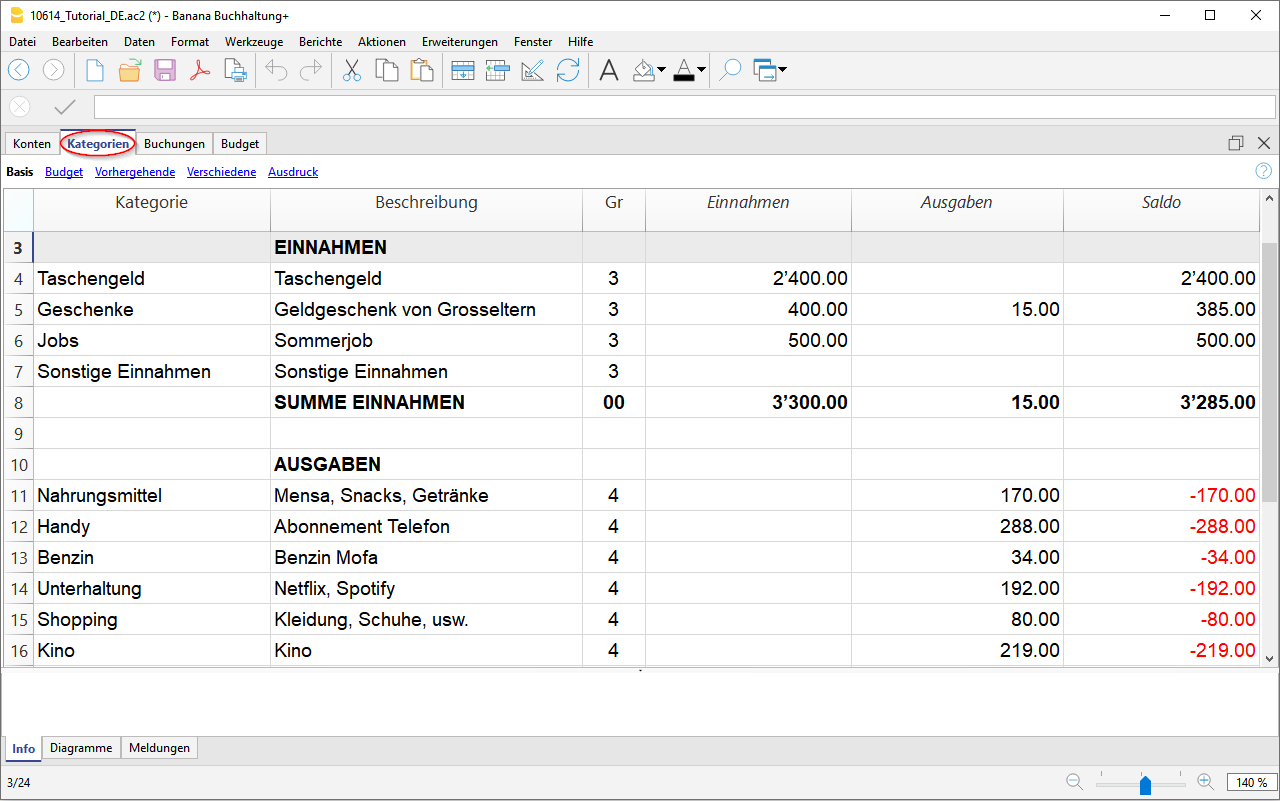 10614_Tutorial_DE.ac2 (*) - Banana Buchhaltung+
Datei Bearbeiten Daten Format Werkzeuge Berichte Aktionen Erweiterungen Fenster Hilfe
Konten Kategorien Buchungen Budget
Basis Budget Vorhergehende Verschiedene Ausdruck
Kategorie Beschreibung Gr Einnahmen Ausgaben Saldo
3 EINNAHMEN
4 Taschengeld Taschengeld 3 2’400.00 2’400.00
5 Geschenke Geldgeschenk von Grosseltern 3 400.00 15.00 385.00
6 Jobs Sommerjob 3 500.00 500.00
7 Sonstige Einnahmen Sonstige Einnahmen 3
8 SUMME EINNAHMEN 00 3’300.00 15.00 3’285.00
9
10 AUSGABEN
11 Nahrungsmittel Mensa, Snacks, Getränke 4 170.00 -170.00
12 Handy Abonnement Telefon 4 288.00 -288.00
13 Benzin Benzin Mofa 4 34.00 -34.00
14 Unterhaltung Netflix, Spotify 4 192.00 -192.00
15 Shopping Kleidung, Schuhe, usw. 4 80.00 -80.00
16 Kino Kino 4 219.00 -219.00
Info Diagramme Meldungen
3/24 140 %